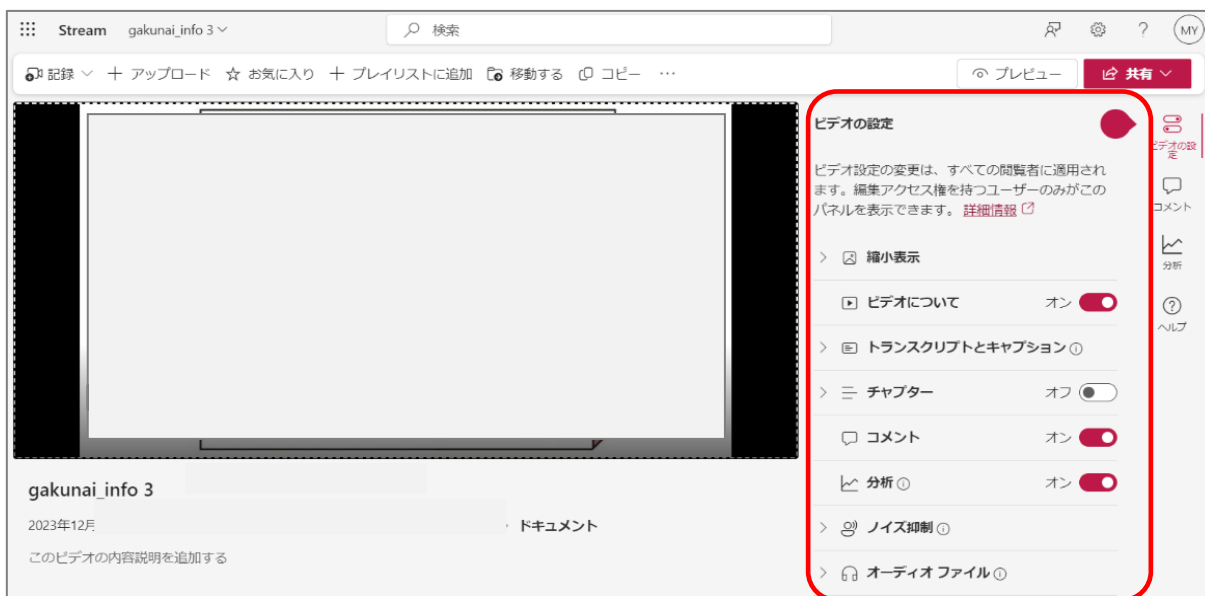 Stream gakunai_info 3 検索 MY
記録 アップロード お気に入り プレイリストに追加 移動する コピー … プレビュー 共有
ビデオの設定
ビデオ設定の変更は、すべての閲覧者に適用され
ます。編集アクセス権を持つユーザーのみがこの
パネルを表示できます。 詳細情報
縮小表示
ビデオについて オン
トランスクリプトとキャプション
チャプター オフ
コメント オン
分析 オン
ノイズ抑制
オーディオ ファイル
ビデオの設
定
コメント
分析
ヘルプ
gakunai_info 3
2023年12月 ドキュメント
このビデオの内容説明を追加する